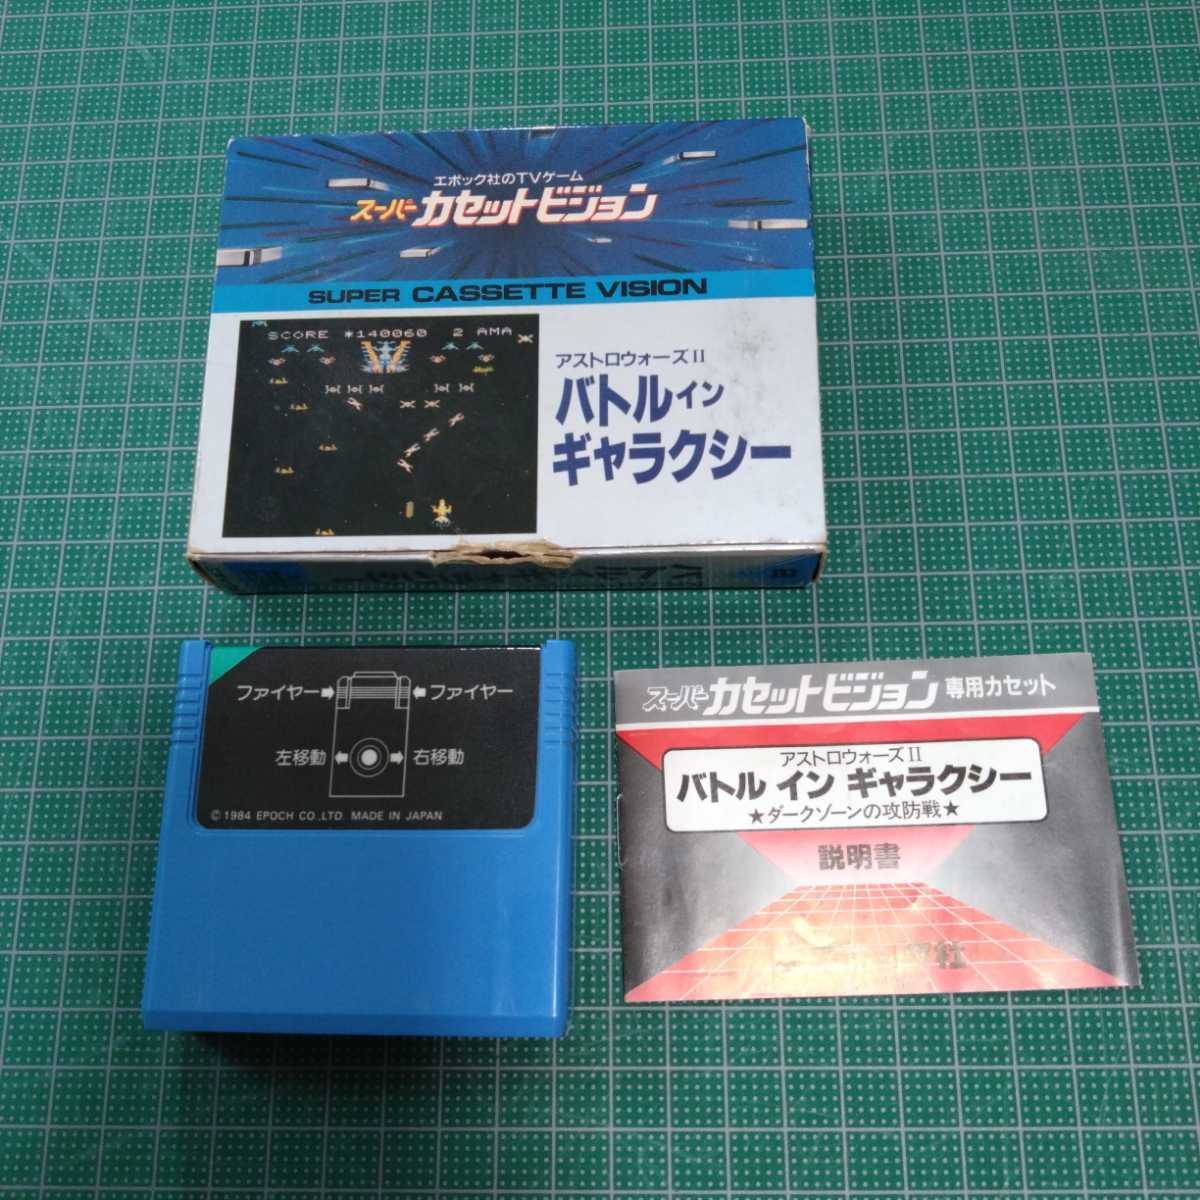 エポック社のTVゲーム
スーパー カセットビジョン
SUPER CASSETTE VISION
SCORE *140060 2 AMA
アストロウォーズII
バトルイン
ギャラクシー
ファイヤー ファイヤー
左移動 右移動
©1984 EPOCH CO.,LTD MADE IN JAPAN
スーパー カセットビジョン 専用カセット
アストロウォーズII
バトル イン ギャラクシー
★ダークゾーンの攻防戦★
説明書